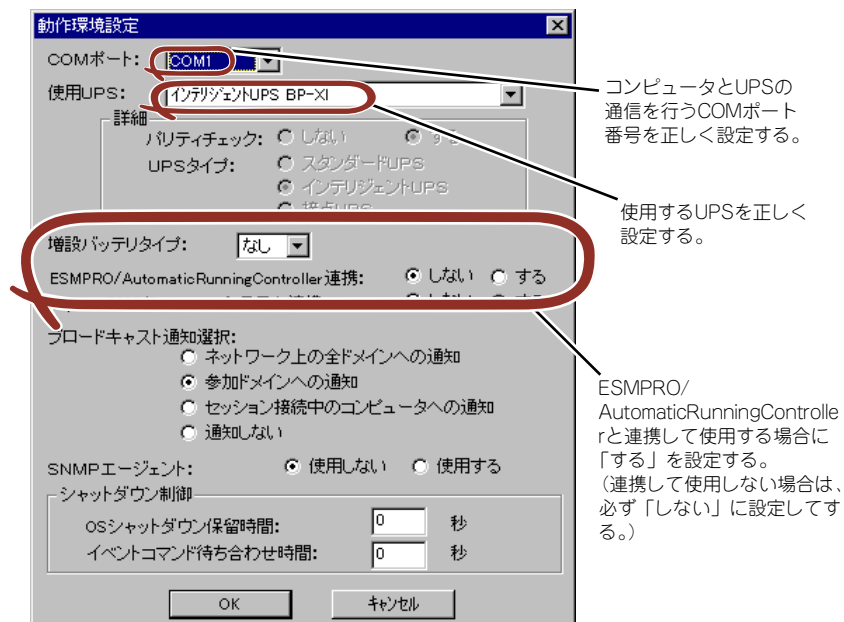 動作環境設定
COMポート: COM1
使用UPS: インテリジェントUPS BP-XI
詳細
パリティチェック: しない する
UPSタイプ: スタンダードUPS
インテリジェントUPS
接点UPS
増設バッテリタイプ: なし
ESMPRO/AutomaticRunningController連携: しない する
ブロードキャスト通知選択:
ネットワーク上の全ドメインへの通知
参加ドメインへの通知
セッション接続中のコンピュータへの通知
通知しない
SNMPエージェント: 使用しない 使用する
シャットダウン制御
OSシャットダウン保留時間: 0 秒
イベントコマンド待ち合わせ時間: 0 秒
OK キャンセル
コンピュータとUPSの
通信を行うCOMポート
番号を正しく設定する。
使用するUPSを正しく
設定する。
ESMPRO/
AutomaticRunningControlle
rと連携して使用する場合に
「する」を設定する。
（連携して使用しない場合は、
必ず「しない」に設定してす
る。）